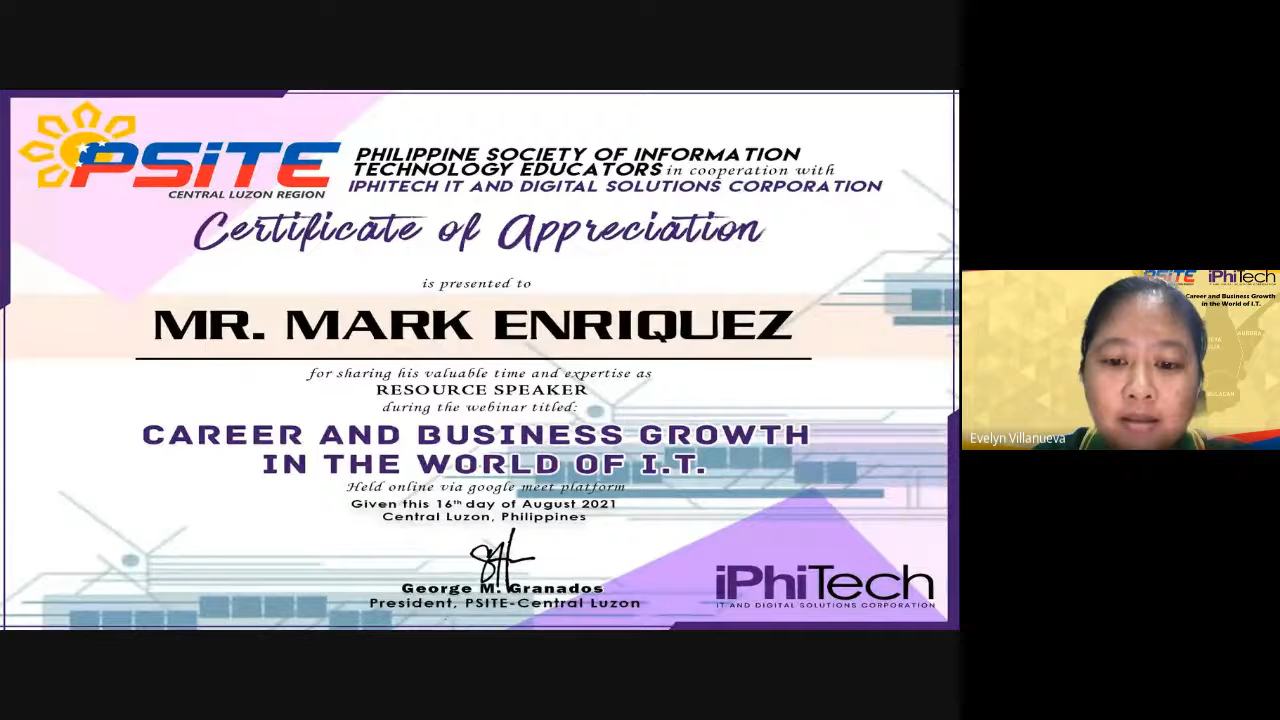 PSITE
CENTRAL LUZON REGION
PHILIPPINE SOCIETY OF INFORMATION
TECHNOLOGY EDUCATORS in cooperation with
IPHITECH IT AND DIGITAL SOLUTIONS CORPORATION
Certificate of Appreciation
is presented to
MR. MARK ENRIQUEZ
for sharing his valuable time and expertise as
RESOURCE SPEAKER
during the webinar titled:
CAREER AND BUSINESS GROWTH
IN THE WORLD OF I.T.
Held online via google meet platform
Given this 16th day of August 2021
Central Luzon, Philippines
George M. Granados
President, PSITE-Central Luzon
iPhiTech
IT AND DIGITAL SOLUTIONS CORPORATION
PSITE iPhiTech
Career and Business Growth
in the World of I.T.
AURORA
BULACAN
Evelyn Villanueva